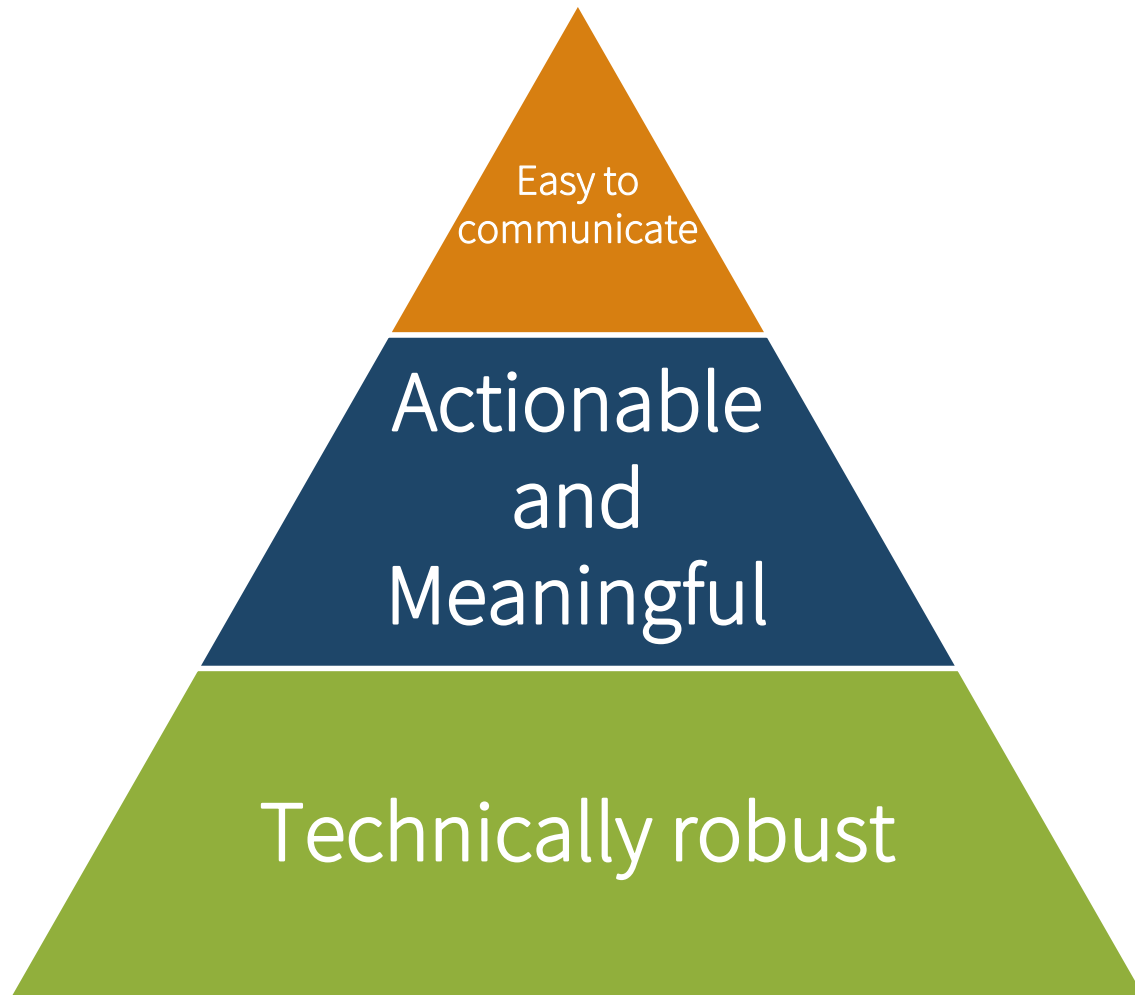 Easy to
communicate
Actionable
and
Meaningful
Technically robust